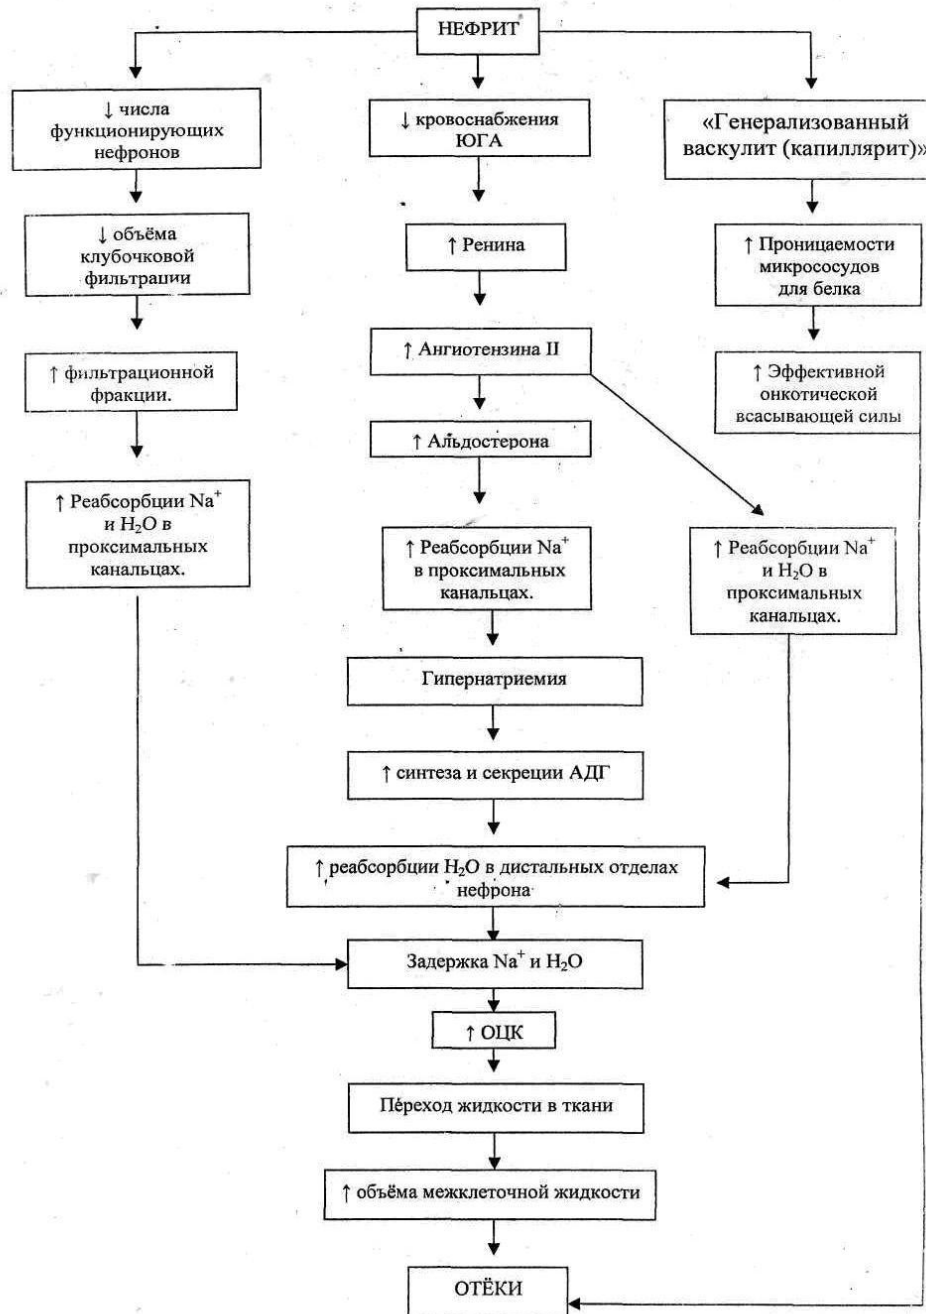 НЕФРИТ
↓ числа
функционирующих
нефронов
↓ объёма
клубочковой
фильтрации
↑ фильтрационной
фракции.
↑ Реабсорбции Na⁺
и H₂O в
проксимальных
канальцах.
↓ кровоснабжения
ЮГА
↑ Ренина
↑ Ангиотензина II
↑ Альдостерона
↑ Реабсорбции Na⁺
в проксимальных
канальцах.
Гипернатриемия
↑ синтеза и секреции АДГ
↑ реабсорбции H₂O в дистальных отделах
нефрона
Задержка Na⁺ и H₂O
↑ ОЦК
Переход жидкости в ткани
↑ объёма межклеточной жидкости
ОТЁКИ
«Генерализованный
васкулит (капиллярит)»
↑ Проницаемости
микрососудов
для белка
↑ Эффективной
онкотической
всасывающей силы
↑ Реабсорбции Na⁺
и H₂O в
проксимальных
канальцах.